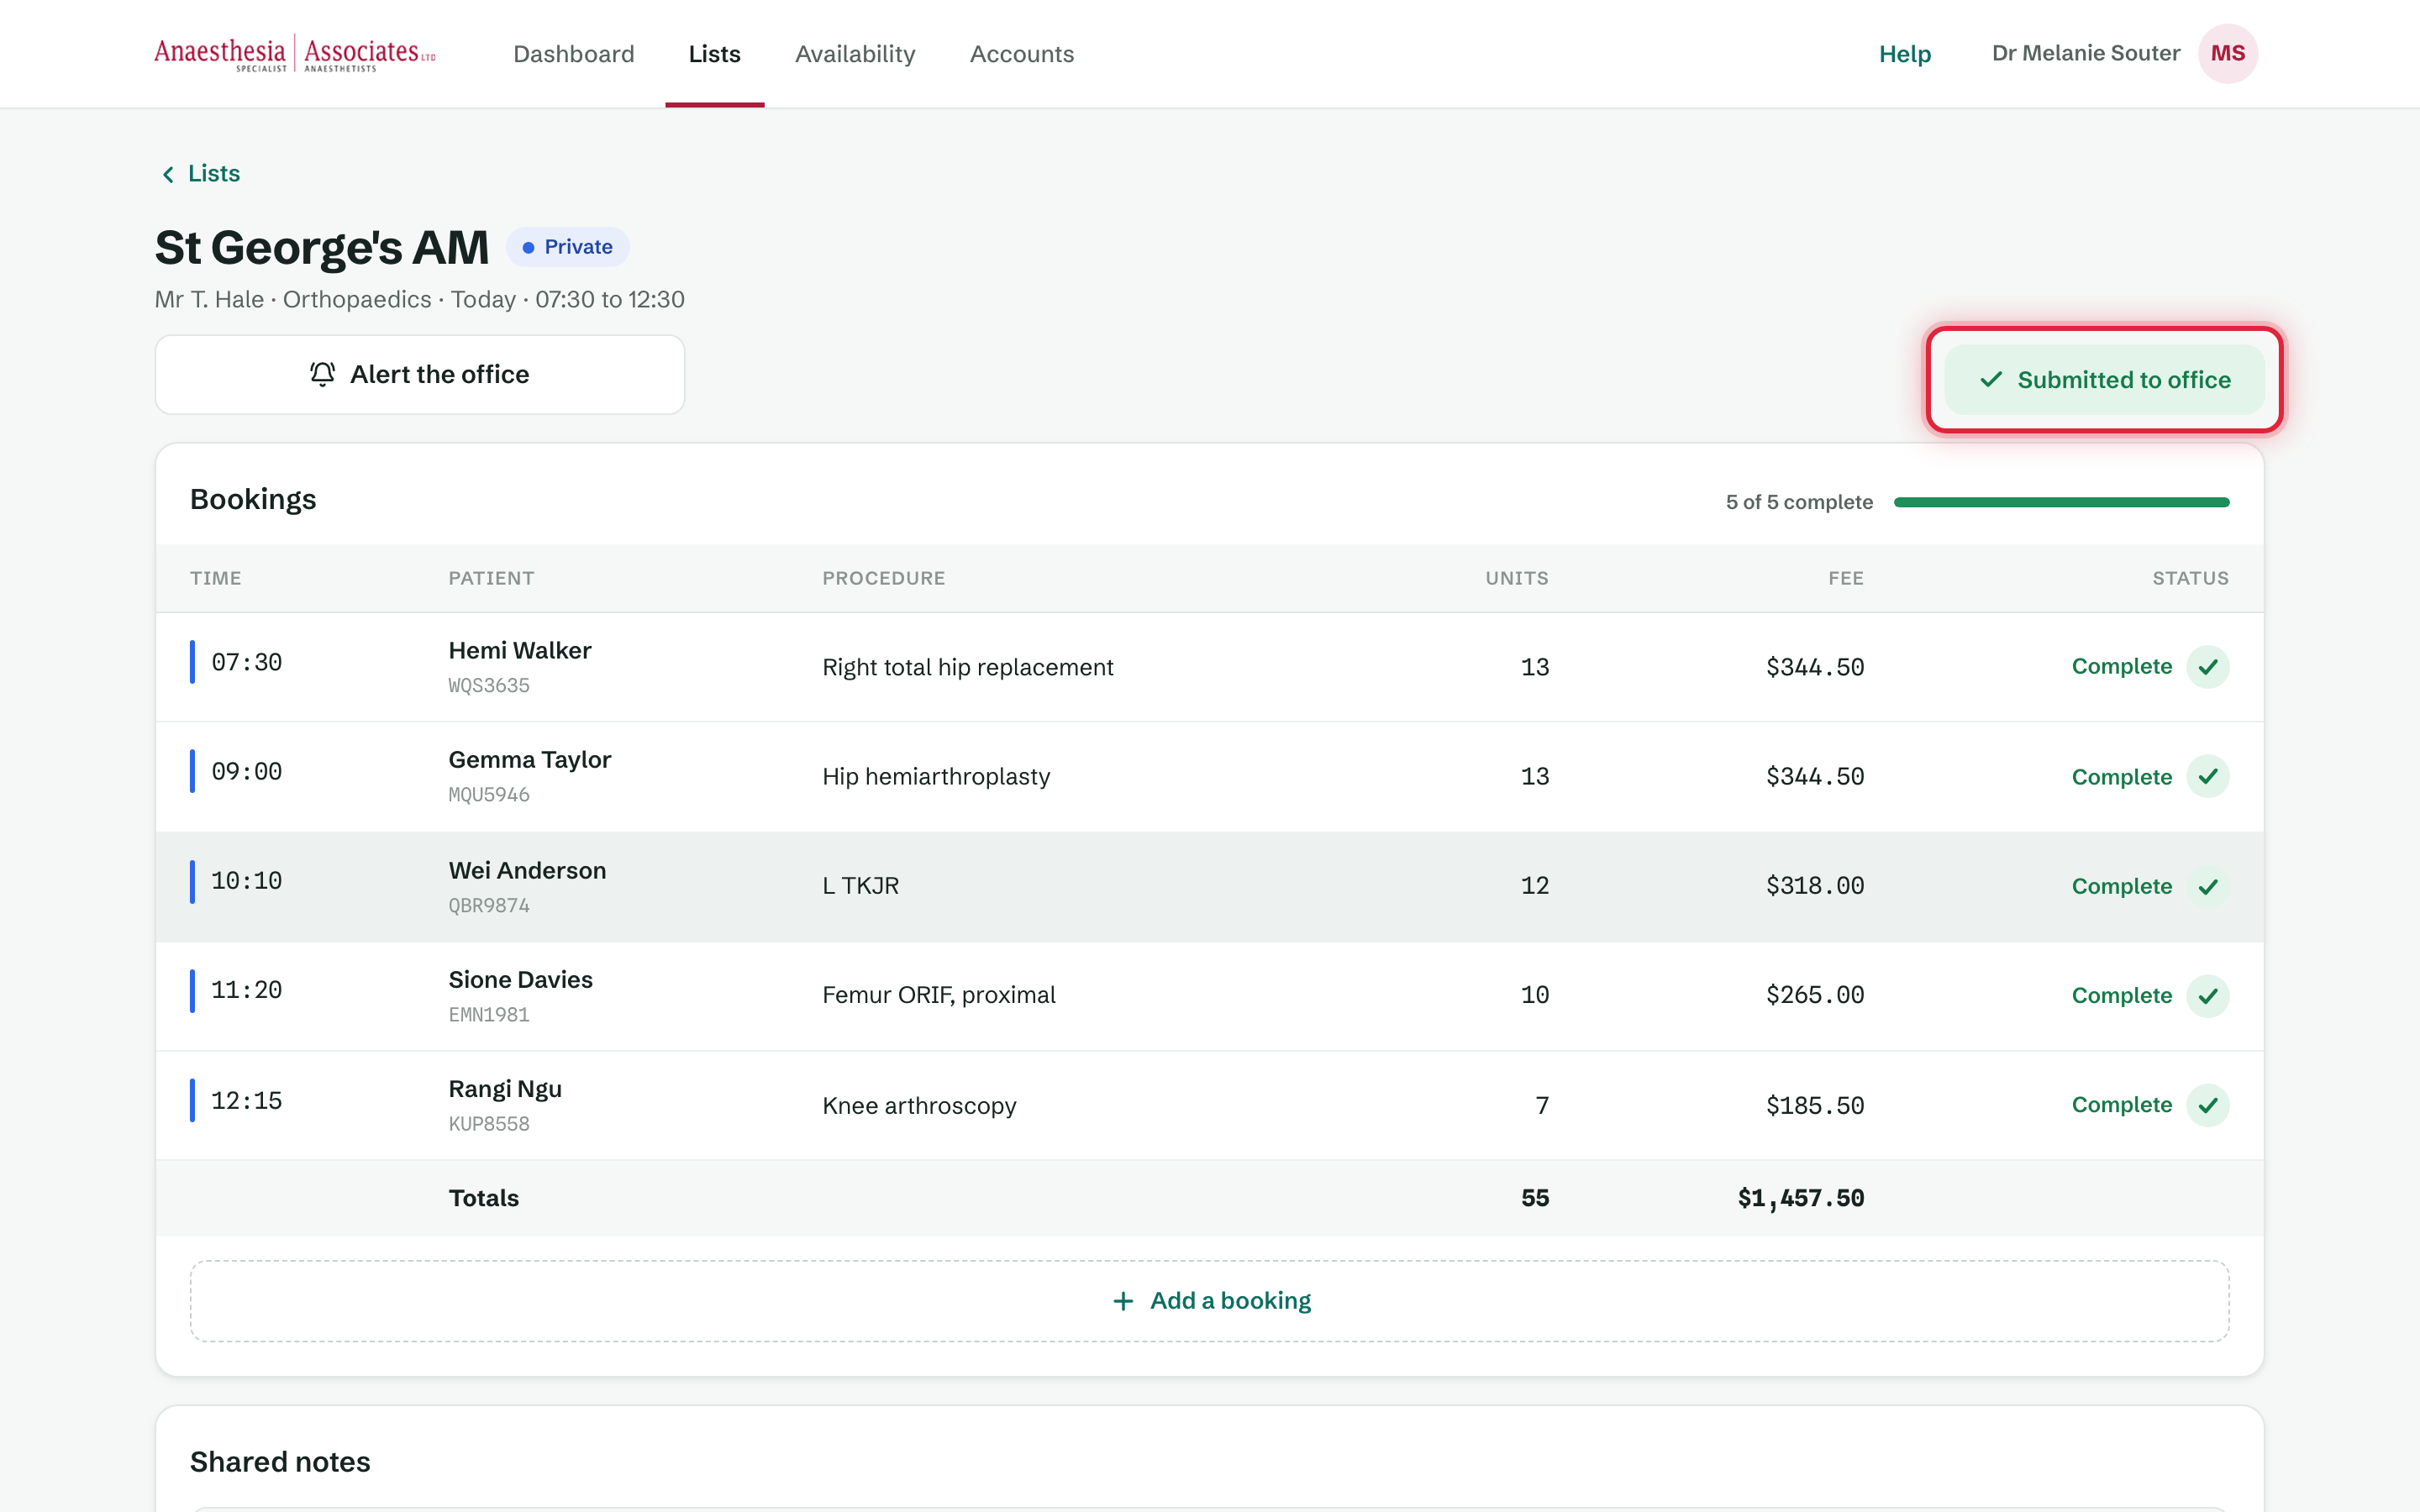 Anaesthesia | Associates LTD
SPECIALIST ANAESTHETISTS
Dashboard
Lists
Availability
Accounts
Help
Dr Melanie Souter
MS
Lists
St George's AM
Private
Mr T. Hale · Orthopaedics · Today · 07:30 to 12:30
Alert the office
Submitted to office
Bookings
5 of 5 complete
TIME PATIENT PROCEDURE UNITS FEE STATUS
07:30 Hemi Walker Right total hip replacement 13 $344.50 Complete
WQS3635
09:00 Gemma Taylor Hip hemiarthroplasty 13 $344.50 Complete
MQU5946
10:10 Wei Anderson L TKJR 12 $318.00 Complete
QBR9874
11:20 Sione Davies Femur ORIF, proximal 10 $265.00 Complete
EMN1981
12:15 Rangi Ngu Knee arthroscopy 7 $185.50 Complete
KUP8558
Totals 55 $1,457.50
+ Add a booking
Shared notes